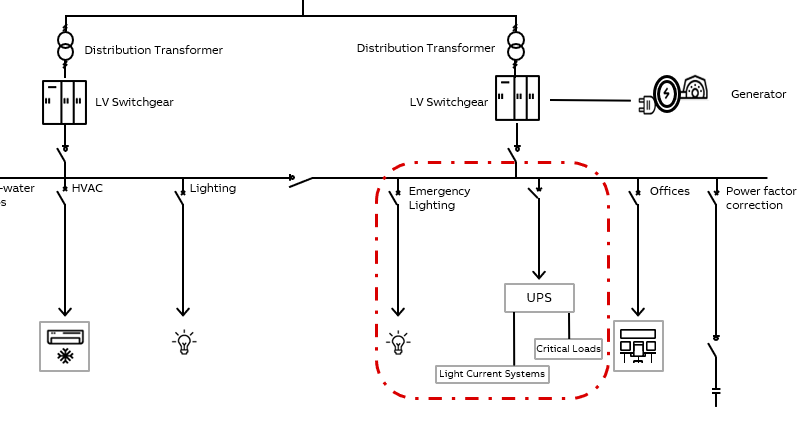 Distribution Transformer
Distribution Transformer
LV Switchgear
LV Switchgear
Generator
-water
s
HVAC
Lighting
Emergency
Lighting
Offices
Power factor
correction
UPS
Critical Loads
Light Current Systems